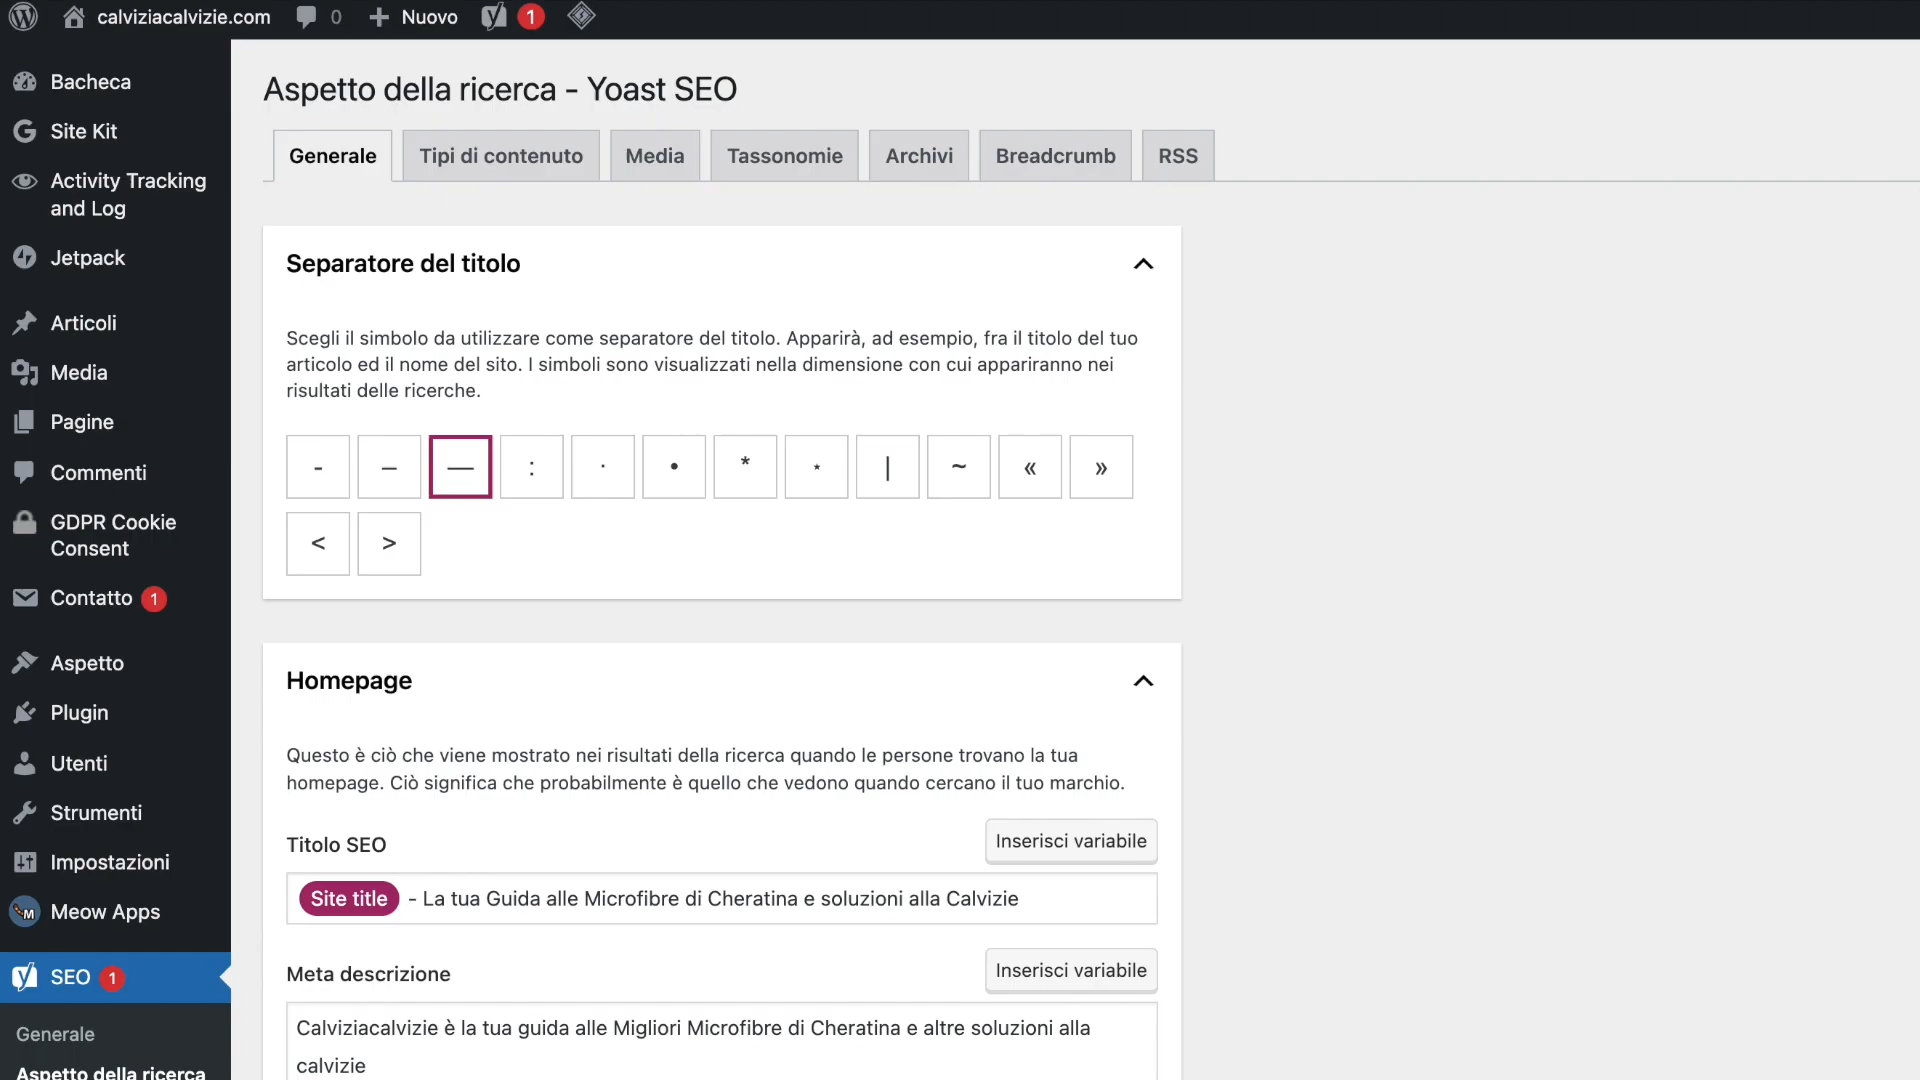 calviziacalvizie.com 0 Nuovo 1
Bacheca
Site Kit
Activity Tracking
and Log
Jetpack
Articoli
Media
Pagine
Commenti
GDPR Cookie
Consent
Contatto 1
Aspetto
Plugin
Utenti
Strumenti
Impostazioni
Meow Apps
SEO 1
Generale
Aspetto della ricerca
Aspetto della ricerca - Yoast SEO
Generale Tipi di contenuto Media Tassonomie Archivi Breadcrumb RSS
Separatore del titolo
Scegli il simbolo da utilizzare come separatore del titolo. Apparirà, ad esempio, fra il titolo del tuo
articolo ed il nome del sito. I simboli sono visualizzati nella dimensione con cui appariranno nei
risultati delle ricerche.
- – — : · • * ⋆ | ~ « »
< >
Homepage
Questo è ciò che viene mostrato nei risultati della ricerca quando le persone trovano la tua
homepage. Ciò significa che probabilmente è quello che vedono quando cercano il tuo marchio.
Titolo SEO Inserisci variabile
Site title - La tua Guida alle Microfibre di Cheratina e soluzioni alla Calvizie
Meta descrizione Inserisci variabile
Calviziacalvizie è la tua guida alle Migliori Microfibre di Cheratina e altre soluzioni alla
calvizie